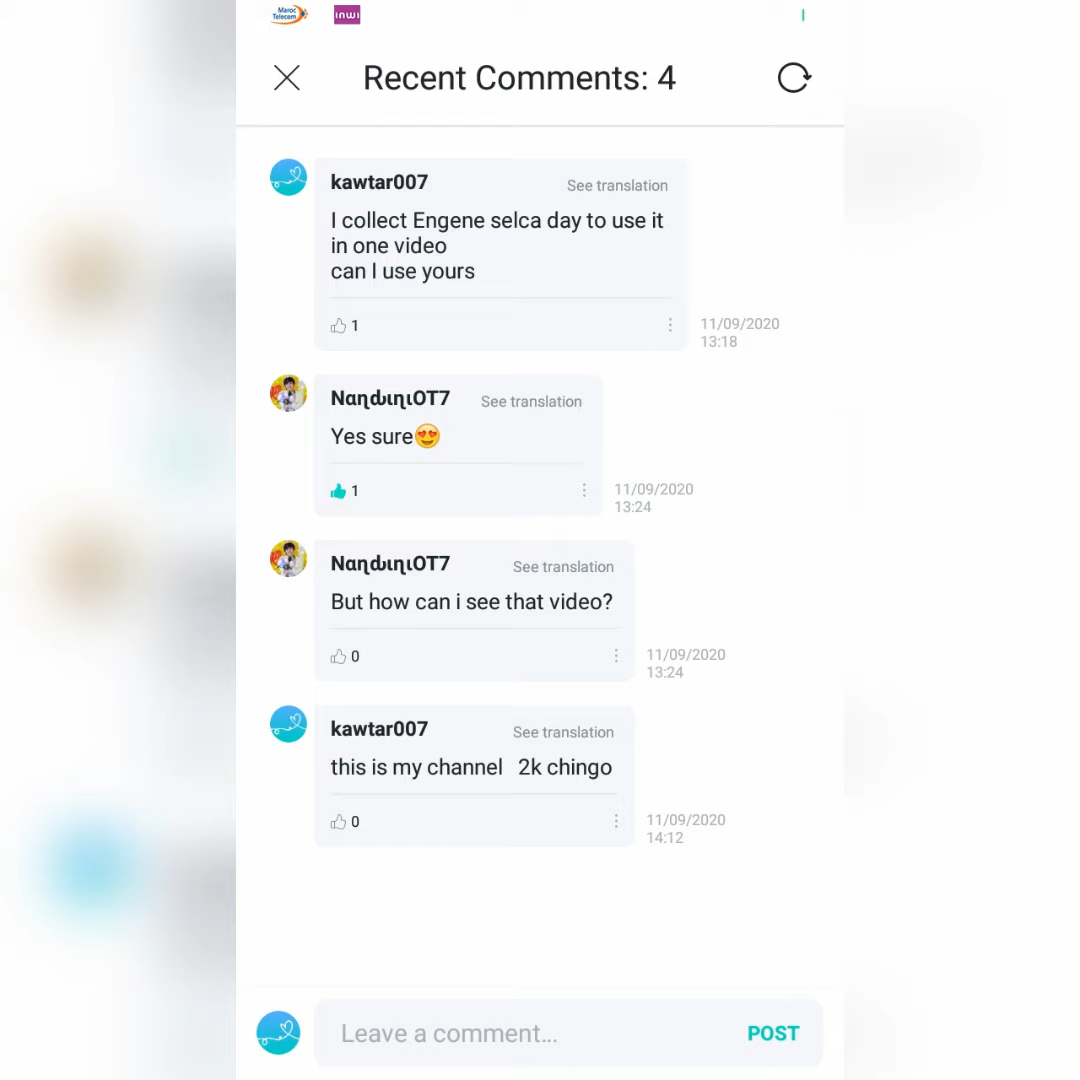 Maroc
Telecom
inwi
Recent Comments: 4
kawtar007
See translation
I collect Engene selca day to use it
in one video
can I use yours
1
11/09/2020
13:18
NαɳԃιɳιOT7
See translation
Yes sure😍
1
11/09/2020
13:24
NαɳԃιɳιOT7
See translation
But how can i see that video?
0
11/09/2020
13:24
kawtar007
See translation
this is my channel 2k chingo
0
11/09/2020
14:12
Leave a comment...
POST